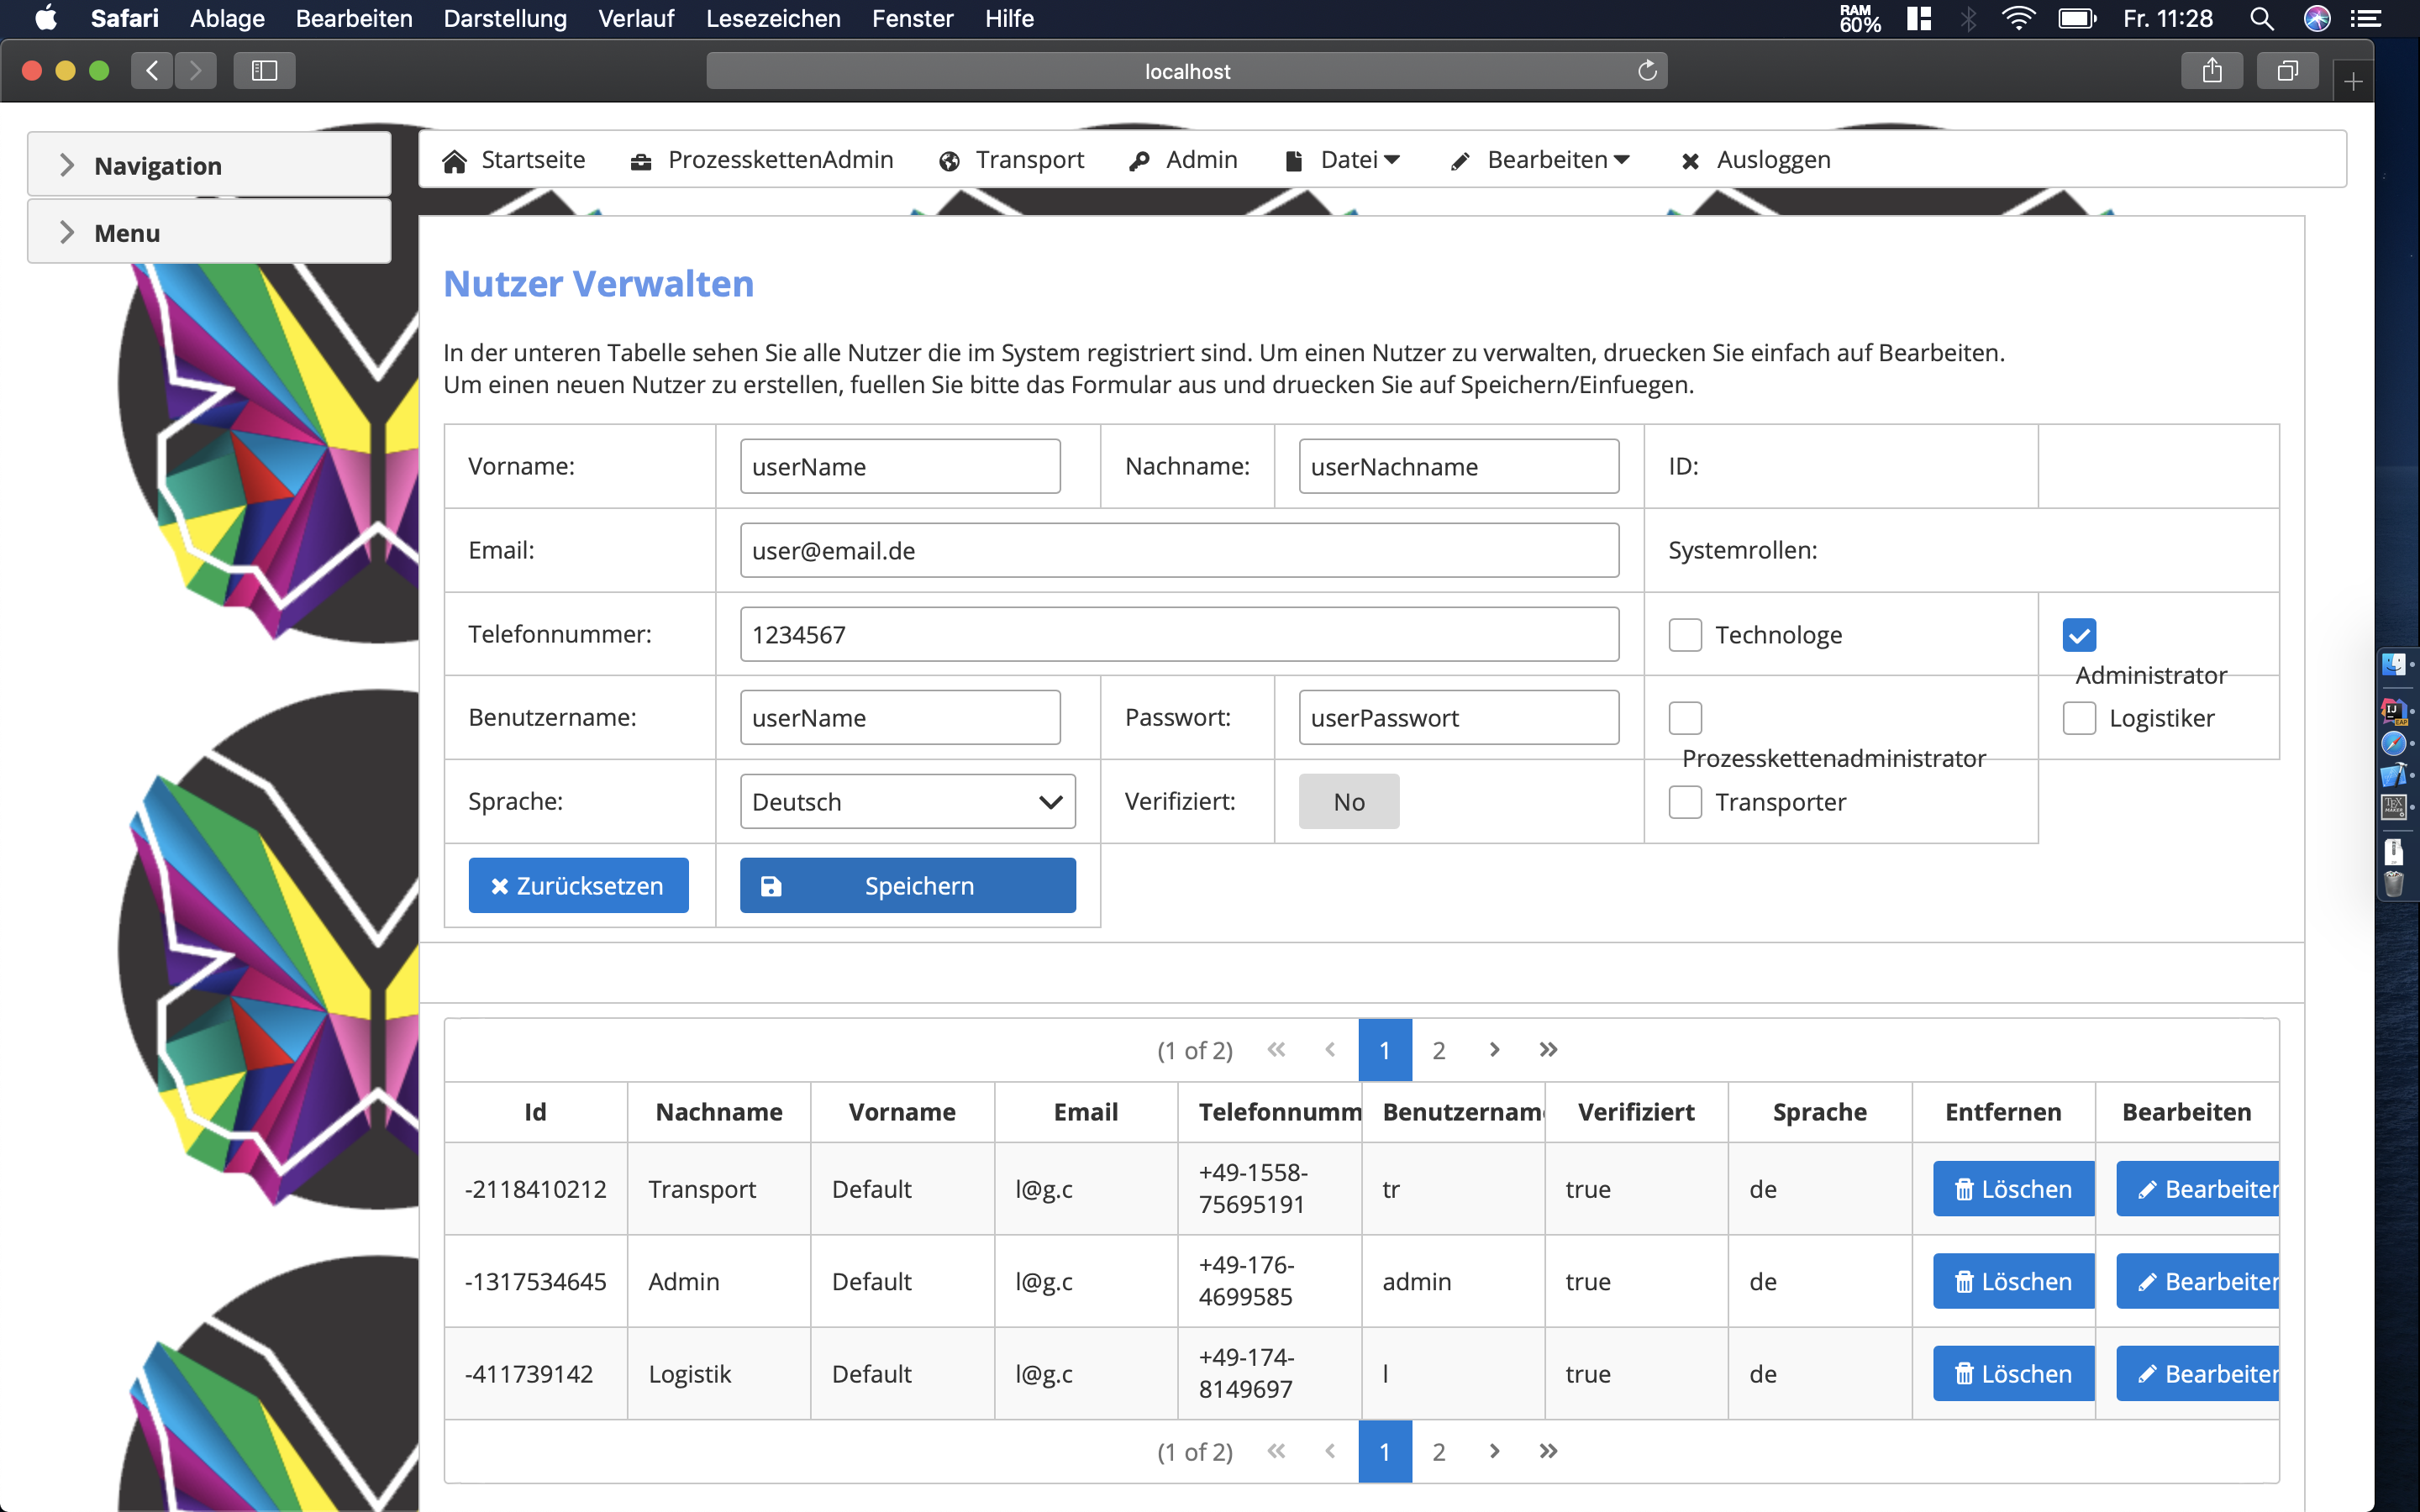 Safari Ablage Bearbeiten Darstellung Verlauf Lesezeichen Fenster Hilfe RAM 60% Fr. 11:28
localhost
Navigation
Menu
Startseite ProzesskettenAdmin Transport Admin Datei Bearbeiten Ausloggen
Nutzer Verwalten
In der unteren Tabelle sehen Sie alle Nutzer die im System registriert sind. Um einen Nutzer zu verwalten, druecken Sie einfach auf Bearbeiten.
Um einen neuen Nutzer zu erstellen, fuellen Sie bitte das Formular aus und druecken Sie auf Speichern/Einfuegen.
Vorname: userName Nachname: userNachname ID:
Email: user@email.de Systemrollen:
Telefonnummer: 1234567 Technologe Administrator
Benutzername: userName Passwort: userPasswort Prozesskettenadministrator Logistiker
Sprache: Deutsch Verifiziert: No Transporter
Zurücksetzen Speichern
(1 of 2) 1 2
Id Nachname Vorname Email Telefonnumm Benutzernam Verifiziert Sprache Entfernen Bearbeiten
-2118410212 Transport Default l@g.c +49-1558-75695191 tr true de Löschen Bearbeiten
-1317534645 Admin Default l@g.c +49-176-4699585 admin true de Löschen Bearbeiten
-411739142 Logistik Default l@g.c +49-174-8149697 l true de Löschen Bearbeiten
(1 of 2) 1 2